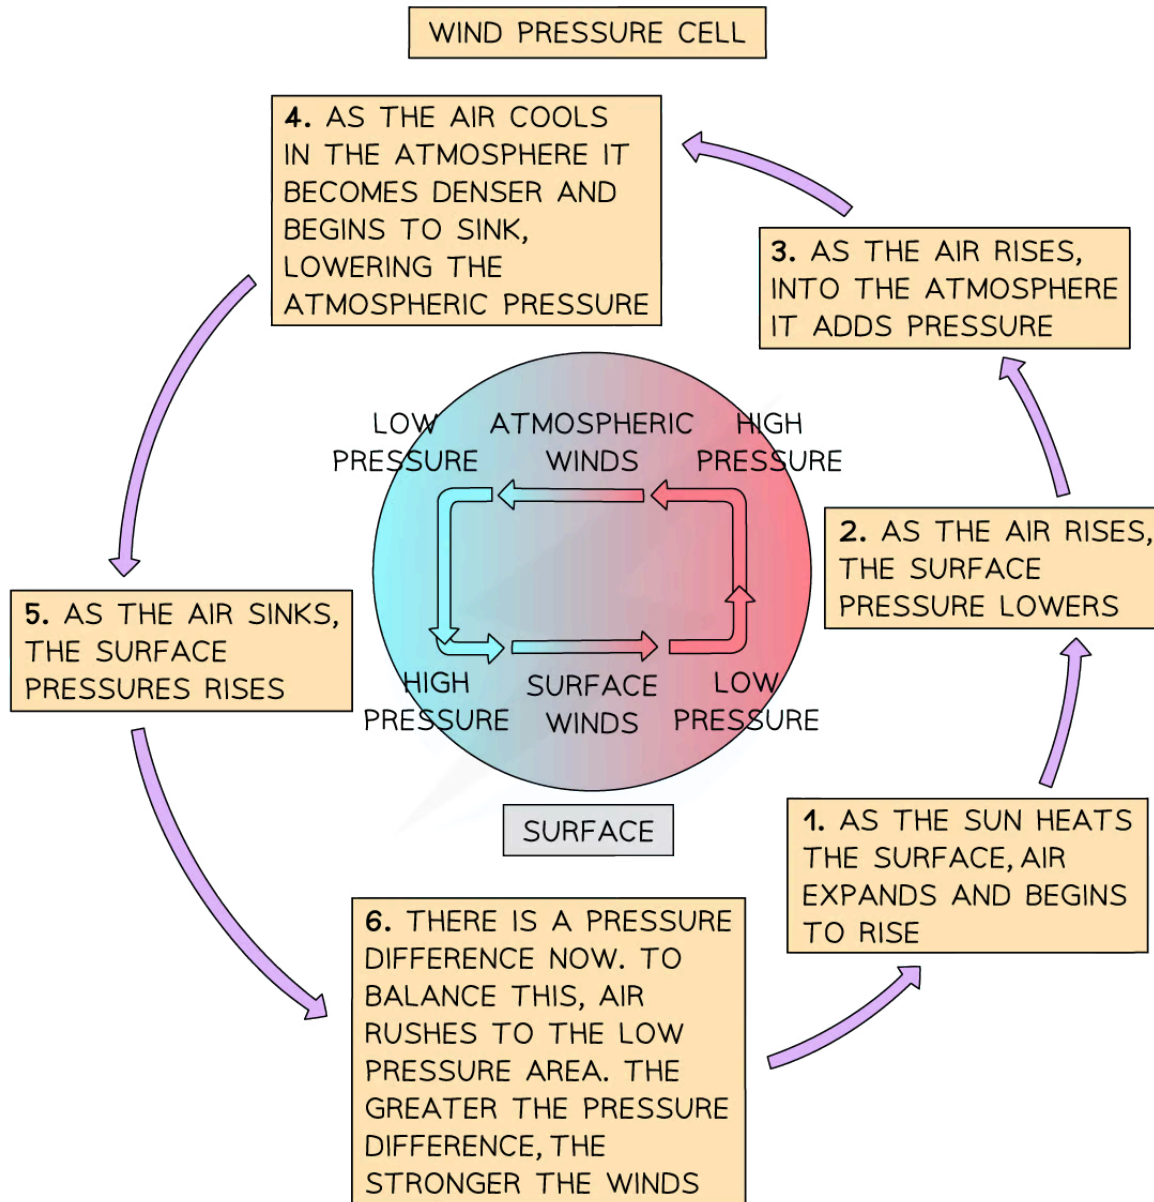 WIND PRESSURE CELL
4. AS THE AIR COOLS
IN THE ATMOSPHERE IT
BECOMES DENSER AND
BEGINS TO SINK,
LOWERING THE
ATMOSPHERIC PRESSURE
3. AS THE AIR RISES,
INTO THE ATMOSPHERE
IT ADDS PRESSURE
LOW
PRESSURE
ATMOSPHERIC
WINDS
HIGH
PRESSURE
2. AS THE AIR RISES,
THE SURFACE
PRESSURE LOWERS
5. AS THE AIR SINKS,
THE SURFACE
PRESSURES RISES
HIGH
PRESSURE
SURFACE
WINDS
LOW
PRESSURE
SURFACE
1. AS THE SUN HEATS
THE SURFACE, AIR
EXPANDS AND BEGINS
TO RISE
6. THERE IS A PRESSURE
DIFFERENCE NOW. TO
BALANCE THIS, AIR
RUSHES TO THE LOW
PRESSURE AREA. THE
GREATER THE PRESSURE
DIFFERENCE, THE
STRONGER THE WINDS